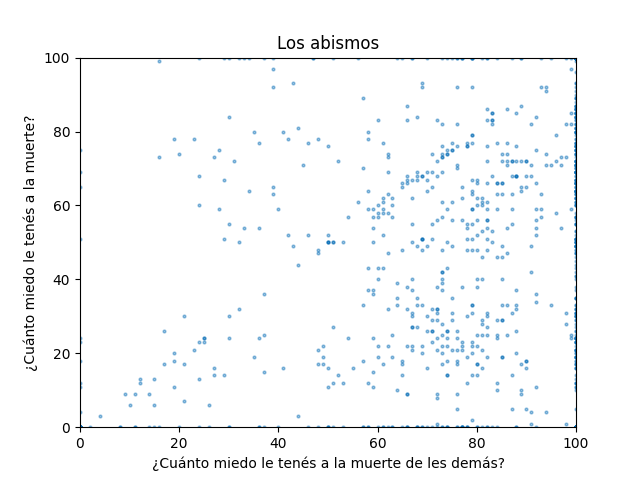 Los abismos
100
80
60
40
20
0
¿Cuánto miedo le tenés a la muerte?
0 20 40 60 80 100
¿Cuánto miedo le tenés a la muerte de les demás?